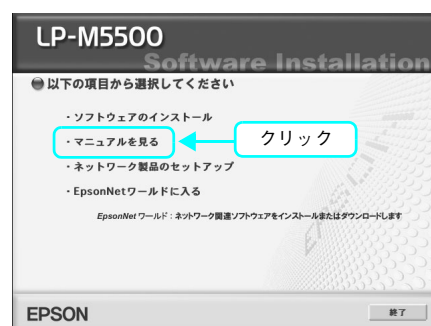 LP-M5500
Software Installation
以下の項目から選択してください
・ソフトウェアのインストール
・マニュアルを見る
クリック
・ネットワーク製品のセットアップ
・EpsonNetワールドに入る
EpsonNet ワールド：ネットワーク関連ソフトウェアをインストールまたはダウンロードします
EPSON
終了